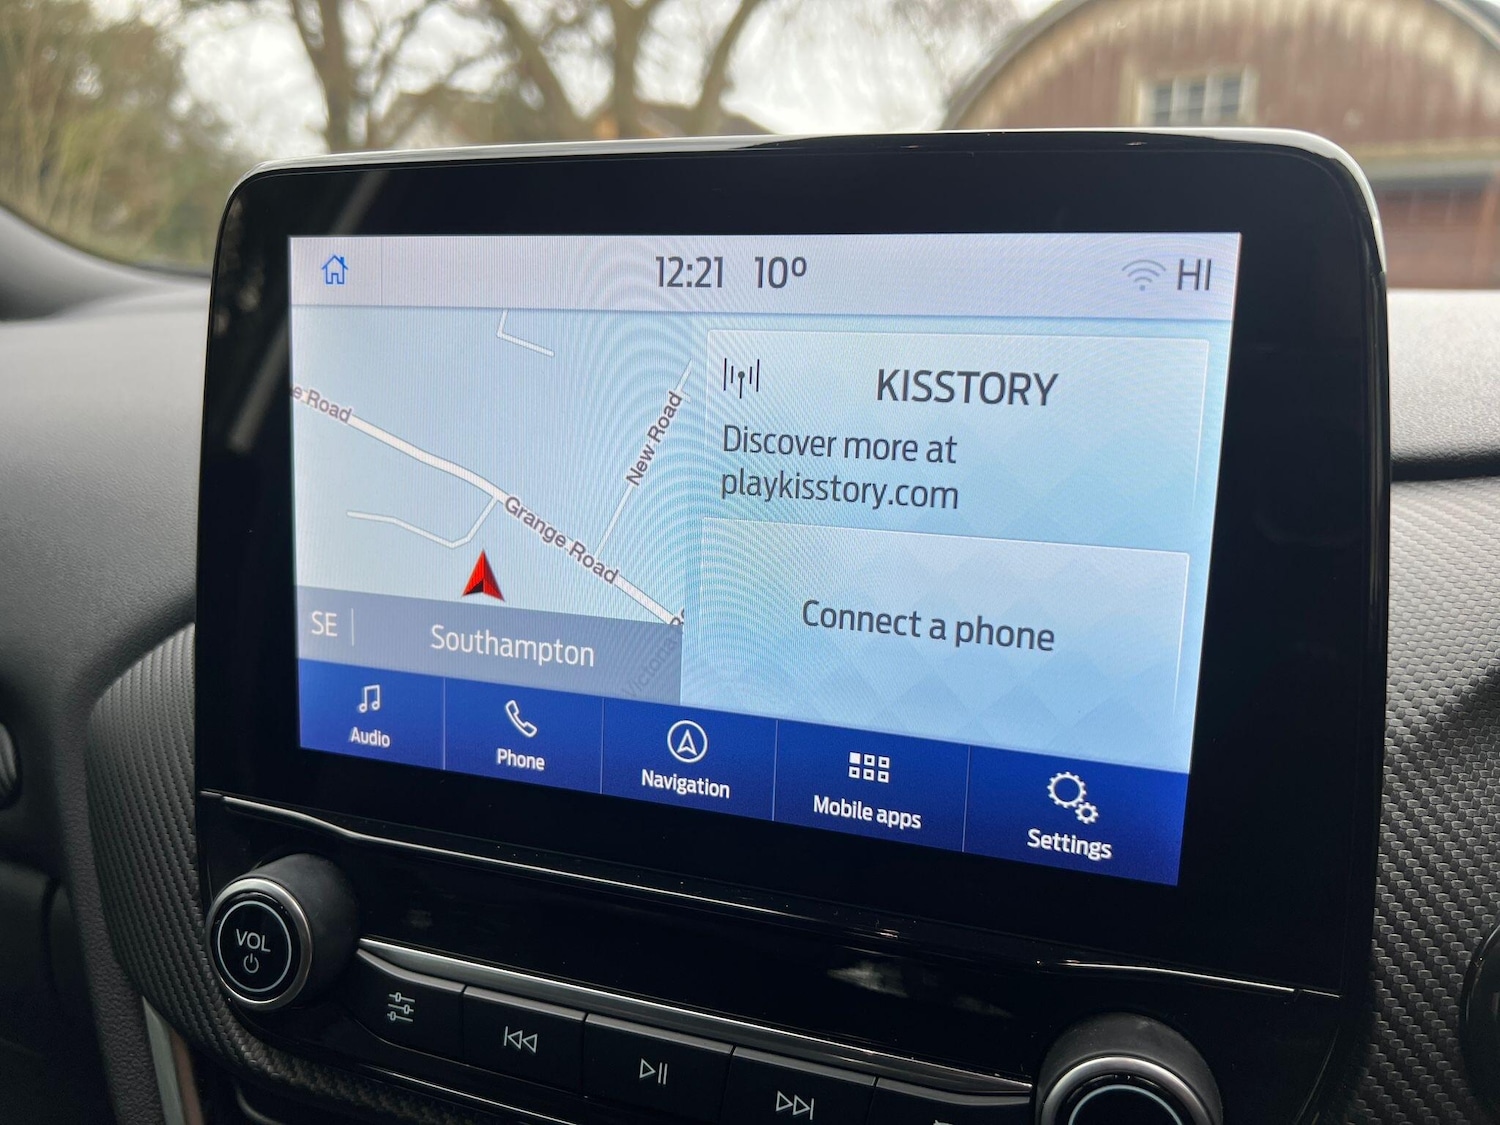 12:21 10° HI
e Road
New Road
Grange Road
KISSTORY
Discover more at
playkisstory.com
Connect a phone
SE
Southampton
Victoria
Audio
Phone
Navigation
Mobile apps
Settings
VOL